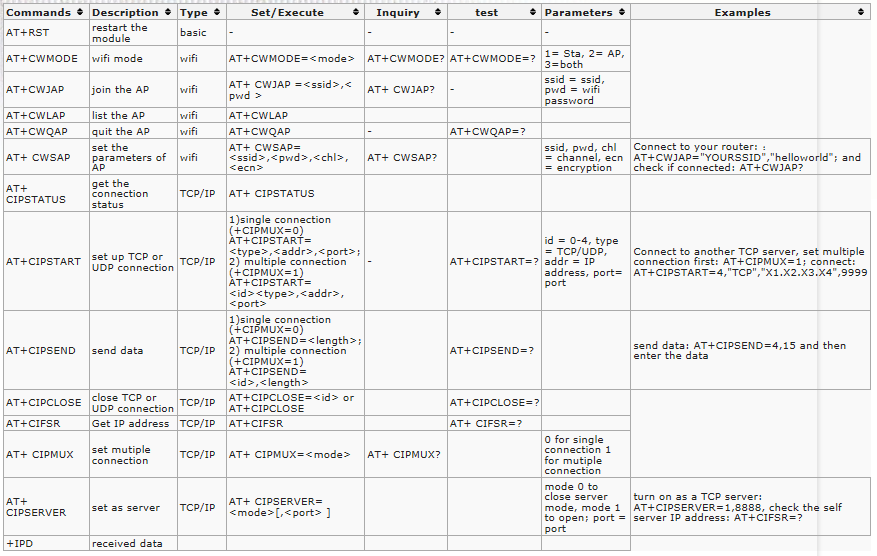 Commands Description Type Set/Execute Inquiry test Parameters Examples
AT+RST
restart the
module
basic
-
-
-
-
AT+CWMODE
wifi mode
wifi
AT+CWMODE=<mode>
AT+CWMODE?
AT+CWMODE=?
1= Sta, 2= AP,
3=both
AT+CWJAP
join the AP
wifi
AT+ CWJAP =<ssid>,<
pwd >
AT+ CWJAP?
-
ssid = ssid,
pwd = wifi
password
AT+CWLAP
list the AP
wifi
AT+CWLAP
AT+CWQAP
quit the AP
wifi
AT+CWQAP
-
AT+CWQAP=?
AT+ CWSAP
set the
parameters of
AP
wifi
AT+ CWSAP=
<ssid>,<pwd>,<chl>,
<ecn>
AT+ CWSAP?
ssid, pwd, chl
= channel, ecn
= encryption
Connect to your router: :
AT+CWJAP="YOURSSID","helloworld"; and
check if connected: AT+CWJAP?
AT+
CIPSTATUS
get the
connection
status
TCP/IP
AT+ CIPSTATUS
AT+CIPSTART
set up TCP or
UDP connection
TCP/IP
1)single connection
(+CIPMUX=0)
AT+CIPSTART=
<type>,<addr>,<port>;
2) multiple connection
(+CIPMUX=1)
AT+CIPSTART=
<id><type>,<addr>,
<port>
-
AT+CIPSTART=?
id = 0-4, type
= TCP/UDP,
addr = IP
address, port=
port
Connect to another TCP server, set multiple
connection first: AT+CIPMUX=1; connect:
AT+CIPSTART=4,"TCP","X1.X2.X3.X4",9999
AT+CIPSEND
send data
TCP/IP
1)single connection
(+CIPMUX=0)
AT+CIPSEND=<length>;
2) multiple connection
(+CIPMUX=1)
AT+CIPSEND=
<id>,<length>
AT+CIPSEND=?
send data: AT+CIPSEND=4,15 and then
enter the data
AT+CIPCLOSE
close TCP or
UDP connection
TCP/IP
AT+CIPCLOSE=<id> or
AT+CIPCLOSE
AT+CIPCLOSE=?
AT+CIFSR
Get IP address
TCP/IP
AT+CIFSR
AT+ CIFSR=?
AT+ CIPMUX
set mutiple
connection
TCP/IP
AT+ CIPMUX=<mode>
AT+ CIPMUX?
0 for single
connection 1
for mutiple
connection
AT+
CIPSERVER
set as server
TCP/IP
AT+ CIPSERVER=
<mode>[,<port> ]
mode 0 to
close server
mode, mode 1
to open; port =
port
turn on as a TCP server:
AT+CIPSERVER=1,8888, check the self
server IP address: AT+CIFSR=?
+IPD
received data